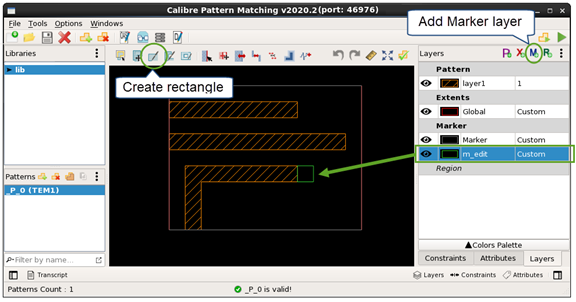 Calibre Pattern Matching v2020.2(port: 46976)
Add Marker layer
File Tools Options Windows
Libraries
lib
Create rectangle
Layers
P X M R
Pattern
layer1 1
Extents
Global Custom
Marker
Marker Custom
m_edit Custom
Region
Patterns
_P_0 (TEM1)
Filter by name...
Colors Palette
Constraints Attributes Layers
Transcript
Layers Constraints Attributes
Patterns Count : 1
_P_0 is valid!